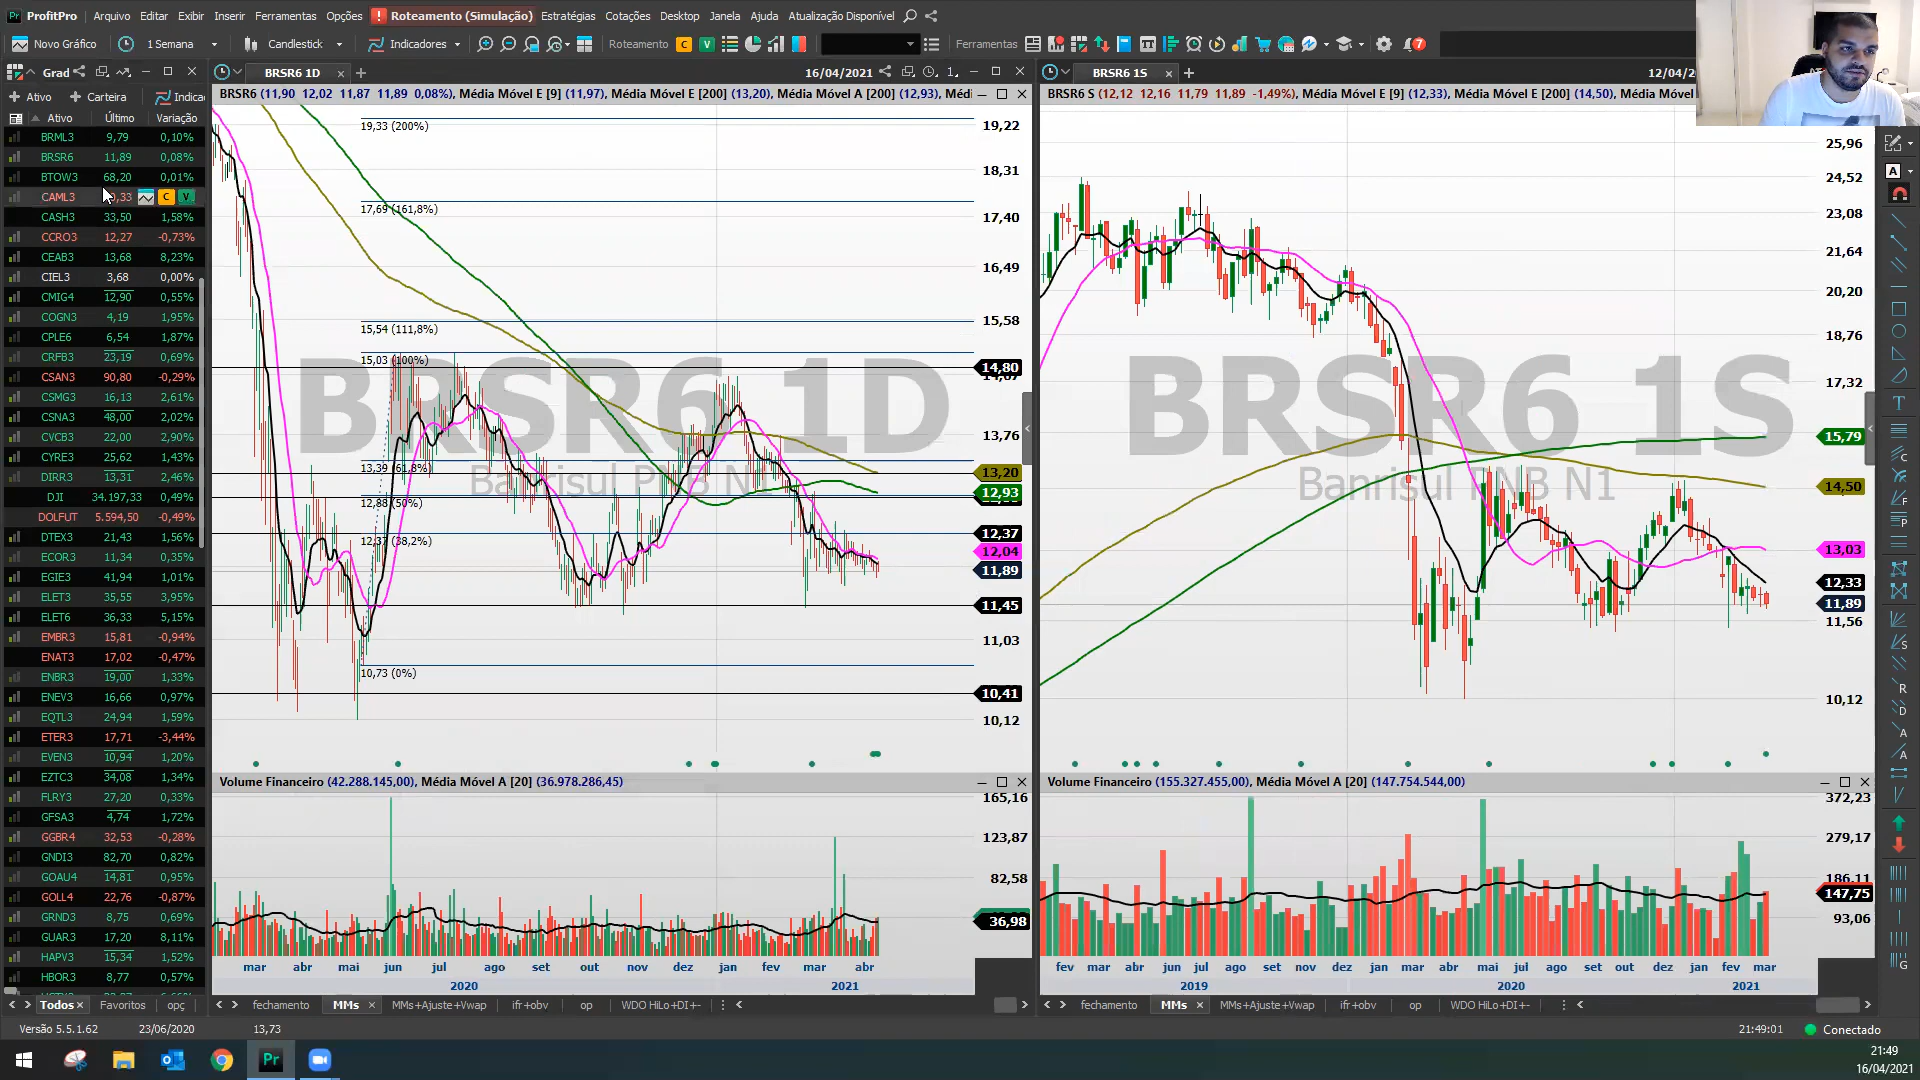 ProfitPro Arquivo Editar Exibir Inserir Ferramentas Opções Roteamento (Simulação) Estratégias Cotações Desktop Janela Ajuda Atualização Disponível
Novo Gráfico 1 Semana Candlestick Indicadores Roteamento C V Ferramentas 7
Grad
Ativo Carteira Indica
Ativo Último Variação
BRML3 9,79 0,10%
BRSR6 11,89 0,08%
BTOW3 68,20 0,01%
CAML3 C V
CASH3 33,50 1,58%
CCRO3 12,27 -0,73%
CEAB3 13,68 8,23%
CIEL3 3,68 0,00%
CMIG4 12,90 0,55%
COGN3 4,19 1,95%
CPLE6 6,54 1,87%
CRFB3 23,19 0,69%
CSAN3 90,80 -0,29%
CSMG3 16,13 2,61%
CSNA3 48,00 2,02%
CVCB3 22,00 2,90%
CYRE3 25,62 1,43%
DIRR3 13,31 2,46%
DJI 34.197,33 0,49%
DOLFUT 5.594,50 -0,49%
DTEX3 21,43 1,56%
ECOR3 11,34 0,35%
EGIE3 41,94 1,01%
ELET3 35,55 3,95%
ELET6 36,33 5,15%
EMBR3 15,81 -0,94%
ENAT3 17,02 -0,47%
ENBR3 19,00 1,33%
ENEV3 16,66 0,97%
EQTL3 24,94 1,59%
ETER3 17,71 -3,44%
EVEN3 10,94 1,20%
EZTC3 34,08 1,34%
FLRY3 27,20 0,33%
GFSA3 4,74 1,72%
GGBR4 32,53 -0,28%
GNDI3 82,70 0,82%
GOAU4 14,81 0,95%
GOLL4 22,76 -0,87%
GRND3 8,75 0,69%
GUAR3 17,20 8,11%
HAPV3 15,34 1,52%
HBOR3 8,77 0,57%
Todos Favoritos opç
BRSR6 1D 16/04/2021
BRSR6 (11,90 12,02 11,87 11,89 0,08%), Média Móvel E [9] (11,97), Média Móvel E [200] (13,20), Média Móvel A [200] (12,93), Médi
19,33 (200%)
17,69 (161,8%)
15,54 (111,8%)
15,03 (100%)
13,39 (61,8%)
12,88 (50%)
12,37 (38,2%)
10,73 (0%)
BRSR6 1D
Banrisul PNB N1
19,22
18,31
17,40
16,49
15,58
14,80
13,76
13,20
12,93
12,37
12,04
11,89
11,45
11,03
10,41
10,12
Volume Financeiro (42.288.145,00), Média Móvel A [20] (36.978.286,45)
165,16
123,87
82,58
36,98
mar abr mai jun jul ago set out nov dez jan fev mar abr
2020 2021
fechamento MMs MMs+Ajuste+Vwap ifr+obv op WDO HiLo+DI+-
BRSR6 1S 12/04/2
BRSR6 S (12,12 12,16 11,79 11,89 -1,49%), Média Móvel E [9] (12,33), Média Móvel E [200] (14,50), Média Móvel
BRSR6 1S
Banrisul PNB N1
25,96
24,52
23,08
21,64
20,20
18,76
17,32
15,79
14,50
13,03
12,33
11,89
11,56
10,12
Volume Financeiro (155.327.455,00), Média Móvel A [20] (147.754.544,00)
372,23
279,17
186,11
147,75
93,06
fev mar abr jun jul ago set nov dez jan mar abr mai jul ago set out dez jan fev mar
2019 2020 2021
fechamento MMs MMs+Ajuste+Vwap ifr+obv op WDO HiLo+DI+-
Versão 5.5.1.62 23/06/2020 13,73 21:49:01 Conectado
Pr
21:49
16/04/2021